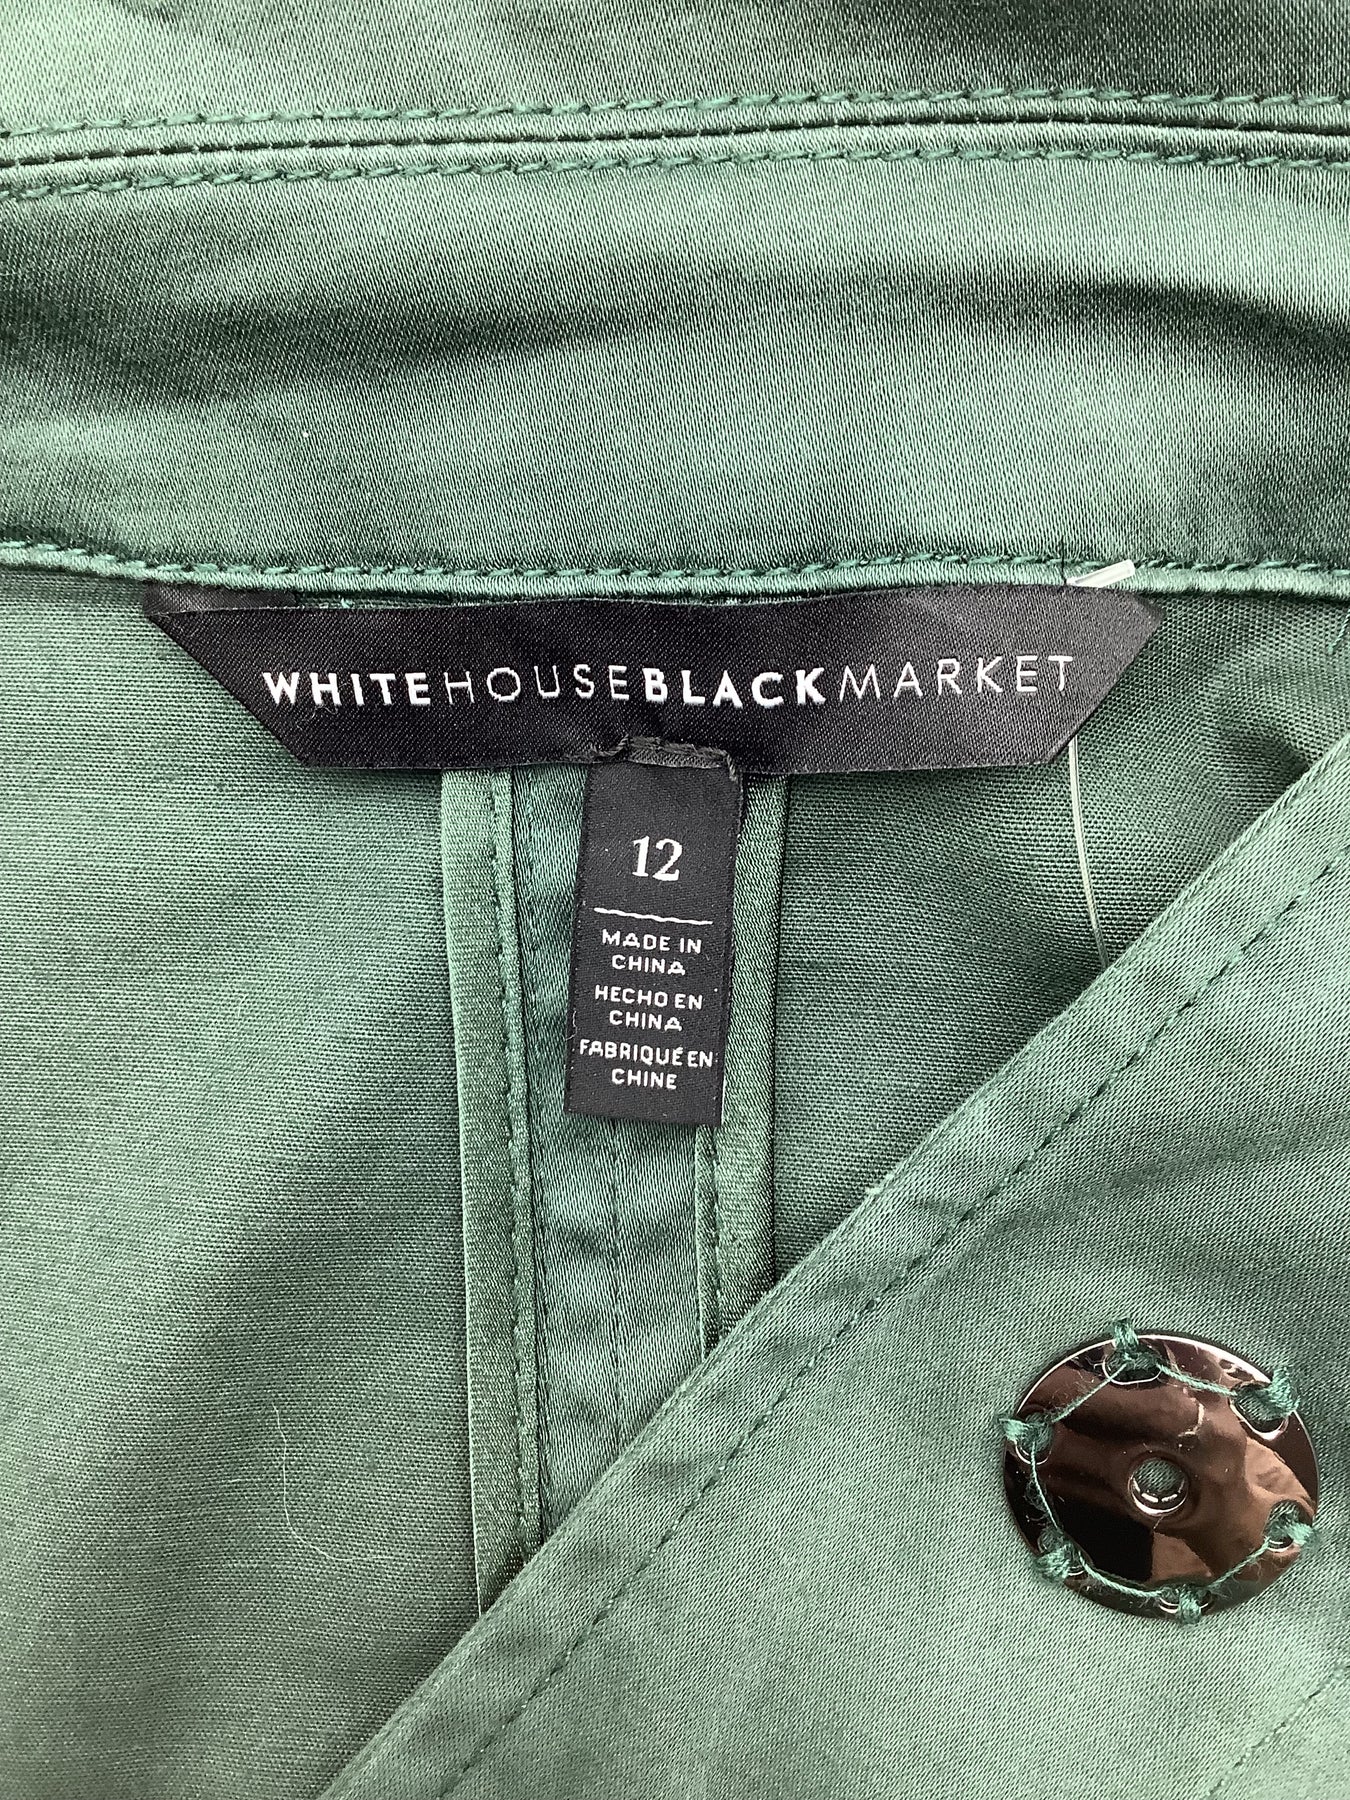 WHITEHOUSEBLACKMARKET
12
MADE IN
CHINA
HECHO EN
CHINA
FABRIQUÉ EN
CHINE